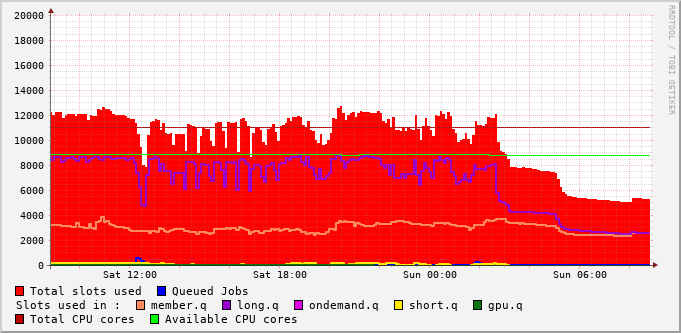 20000
18000
16000
14000
12000
10000
8000
6000
4000
2000
0
Sat 12:00 Sat 18:00 Sun 00:00 Sun 06:00
RRDTOOL / TOBI OETIKER
Total slots used Queued Jobs
Slots used in : member.q long.q ondemand.q short.q gpu.q
Total CPU cores Available CPU cores